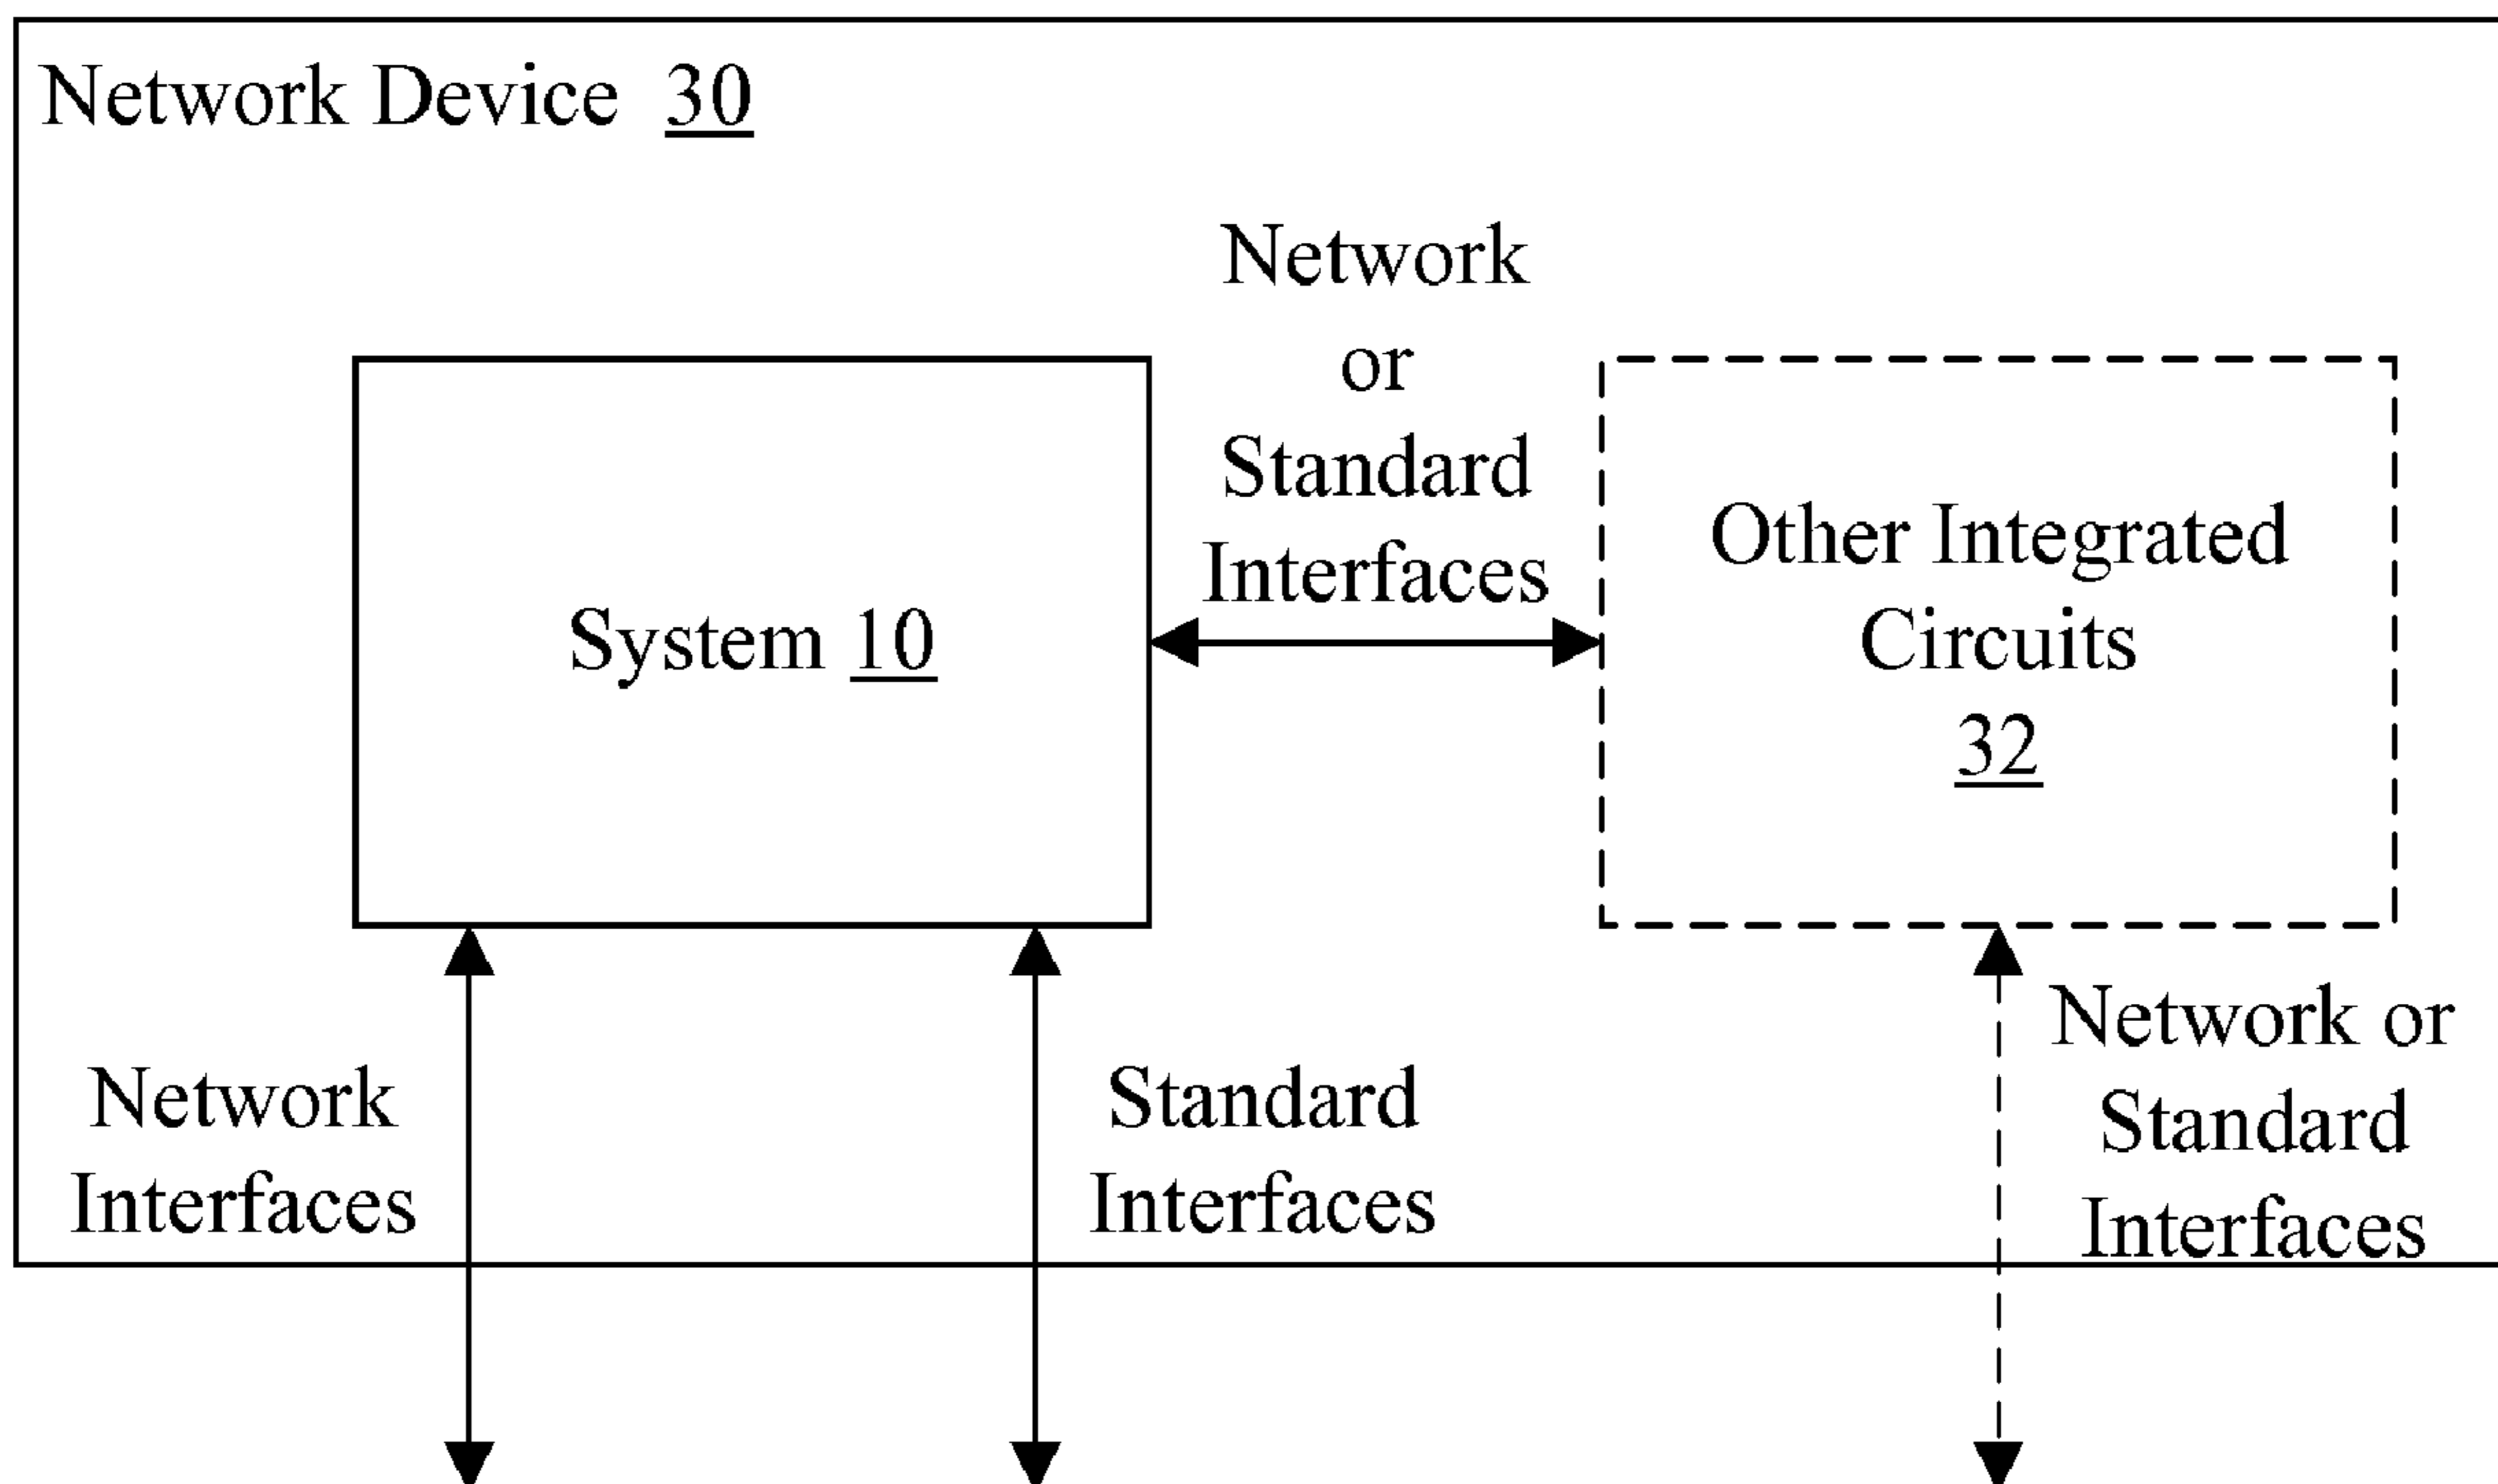 Network Device 30
Network
or
Standard
Interfaces
System 10
Other Integrated
Circuits
32
Network
Interfaces
Standard
Interfaces
Network or
Standard
Interfaces